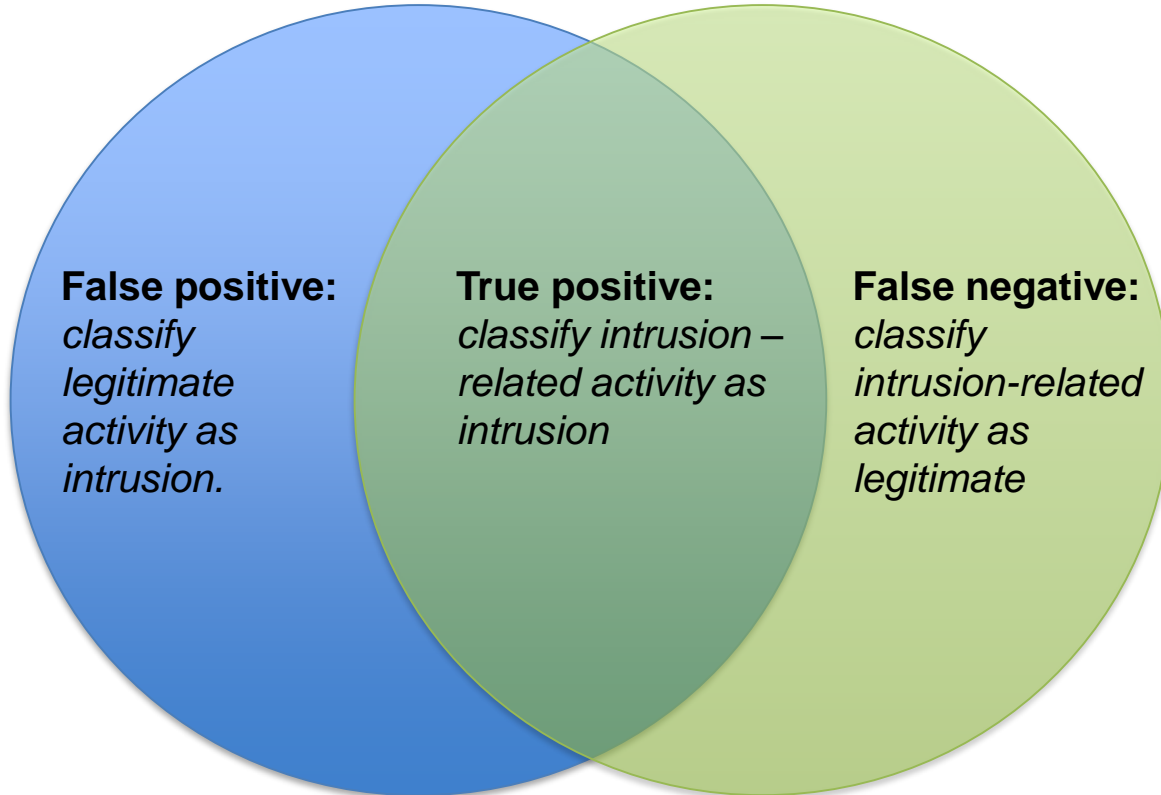 False positive:
classify
legitimate
activity as
intrusion.
True positive:
classify intrusion –
related activity as
intrusion
False negative:
classify
intrusion-related
activity as
legitimate